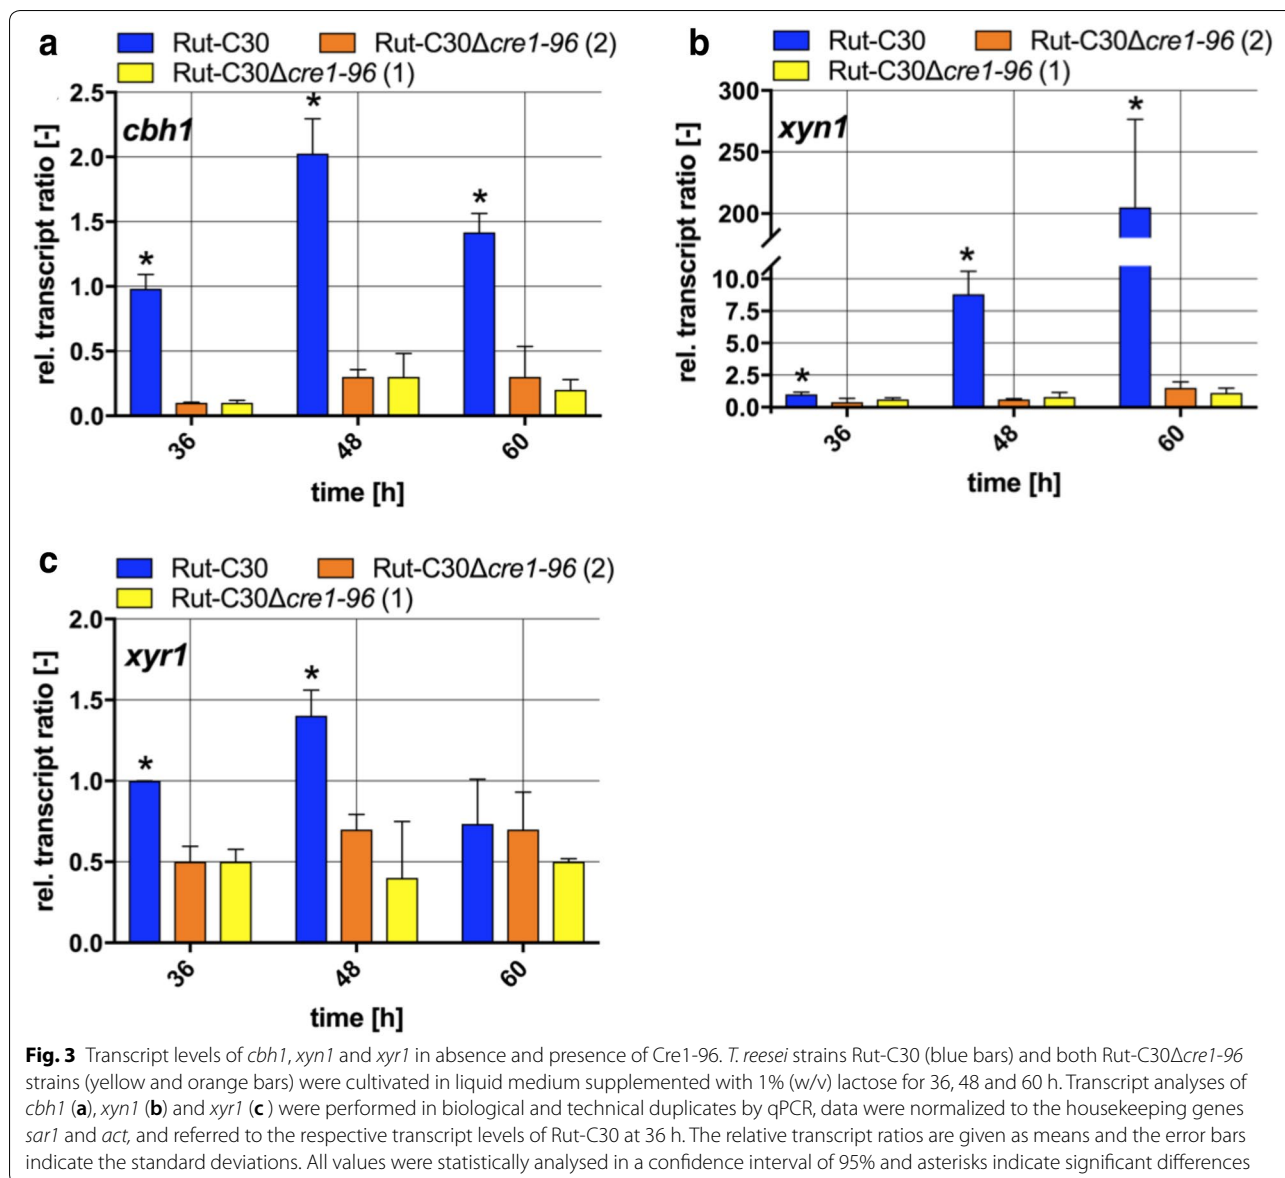 a
Rut-C30 Rut-C30Δcre1-96 (2)
Rut-C30Δcre1-96 (1)
cbh1
rel. transcript ratio [-]
2.5
2.0
1.5
1.0
0.5
0.0
* * *
36 48 60
time [h]
b
Rut-C30 Rut-C30Δcre1-96 (2)
Rut-C30Δcre1-96 (1)
xyn1
rel. transcript ratio [-]
300
250
200
10.0
7.5
5.0
2.5
0.0
* * *
36 48 60
time [h]
c
Rut-C30 Rut-C30Δcre1-96 (2)
Rut-C30Δcre1-96 (1)
xyr1
rel. transcript ratio [-]
2.0
1.5
1.0
0.5
0.0
* *
36 48 60
time [h]
Fig. 3 Transcript levels of cbh1, xyn1 and xyr1 in absence and presence of Cre1-96. T. reesei strains Rut-C30 (blue bars) and both Rut-C30Δcre1-96
strains (yellow and orange bars) were cultivated in liquid medium supplemented with 1% (w/v) lactose for 36, 48 and 60 h. Transcript analyses of
cbh1 (a), xyn1 (b) and xyr1 (c ) were performed in biological and technical duplicates by qPCR, data were normalized to the housekeeping genes
sar1 and act, and referred to the respective transcript levels of Rut-C30 at 36 h. The relative transcript ratios are given as means and the error bars
indicate the standard deviations. All values were statistically analysed in a confidence interval of 95% and asterisks indicate significant differences